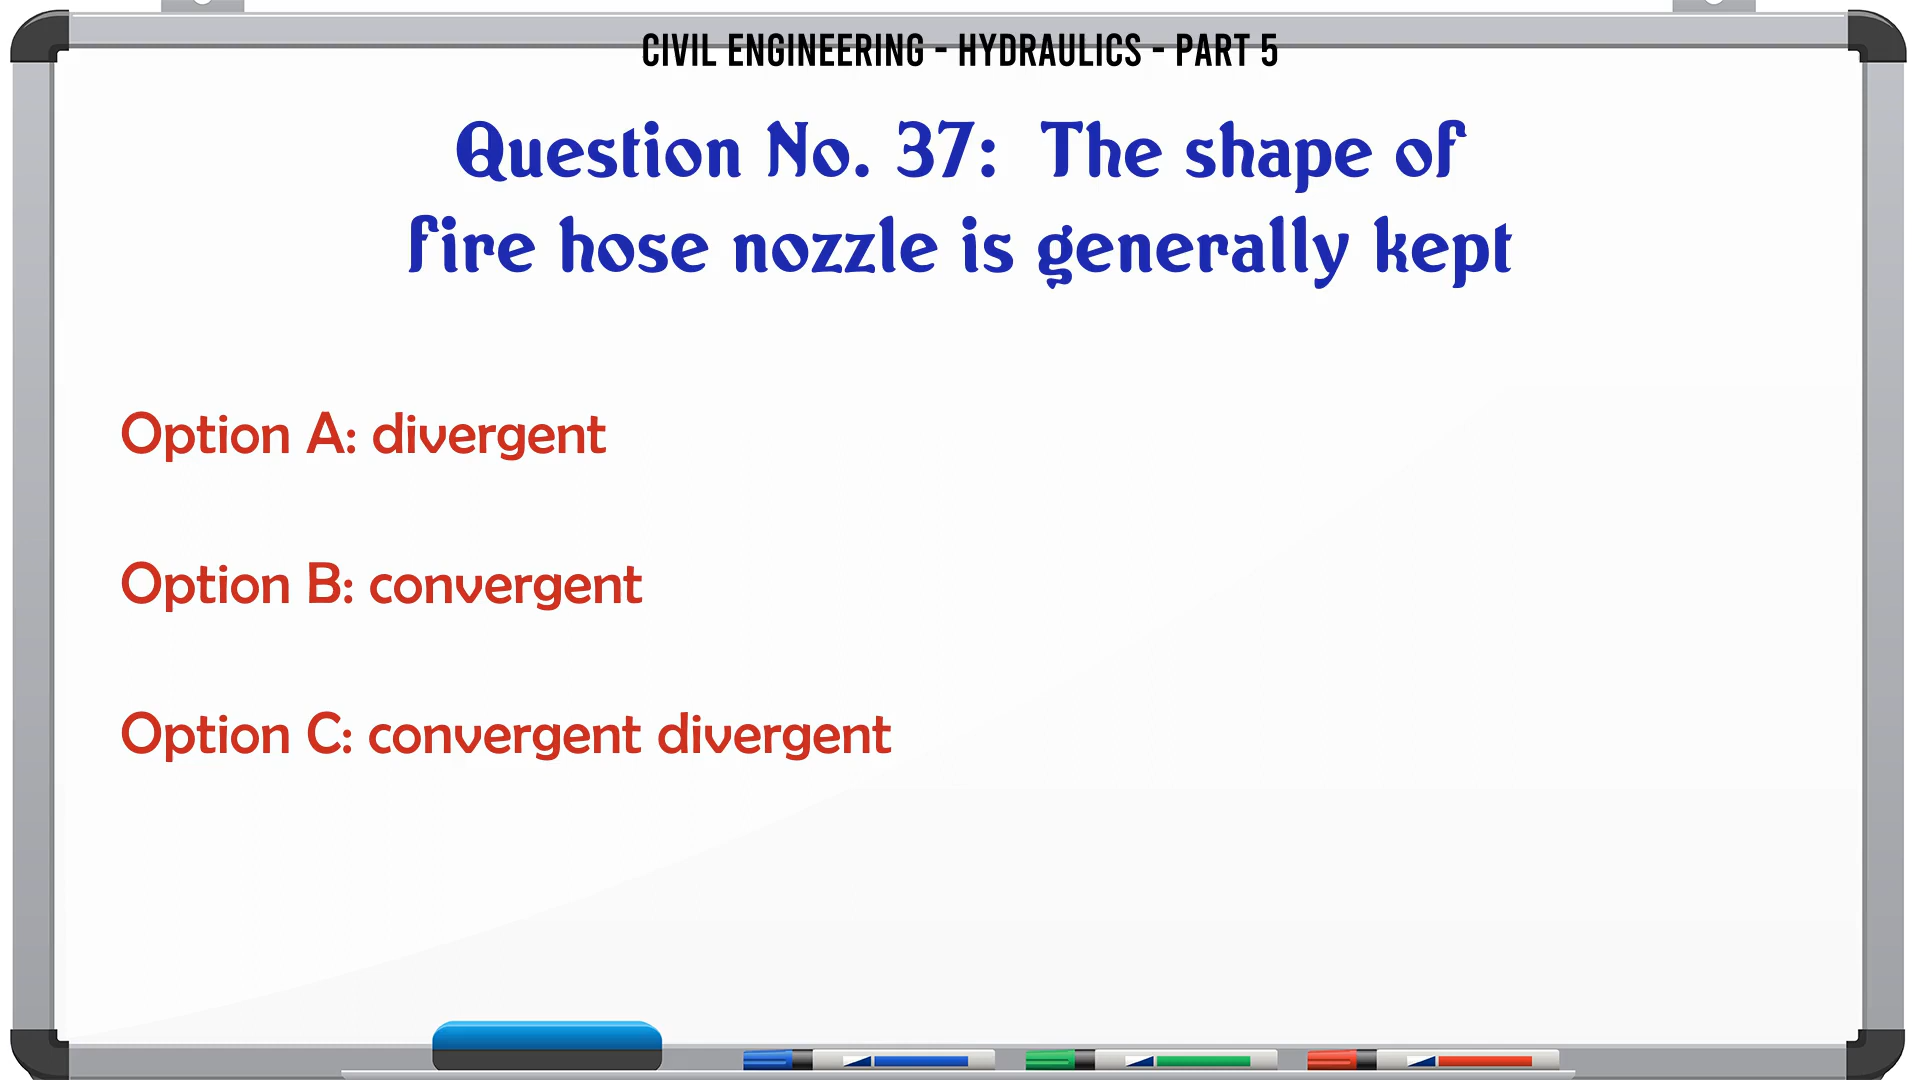 CIVIL ENGINEERING - HYDRAULICS - PART 5
Question No. 37: The shape of
fire hose nozzle is generally kept
Option A: divergent
Option B: convergent
Option C: convergent divergent